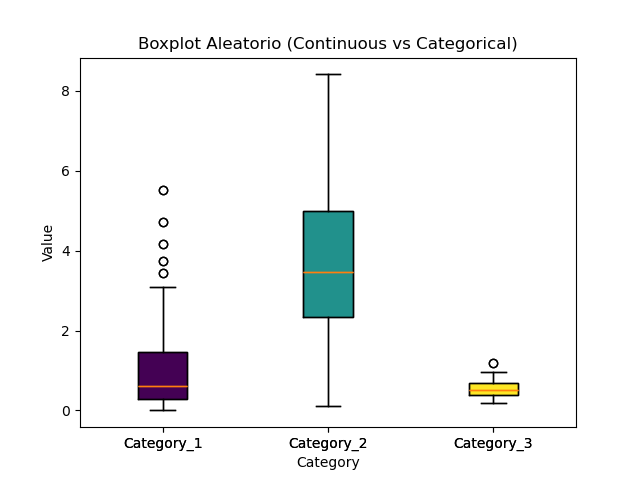 Boxplot Aleatorio (Continuous vs Categorical)
8
6
4
2
0
Value
Category_1 Category_2 Category_3
Category